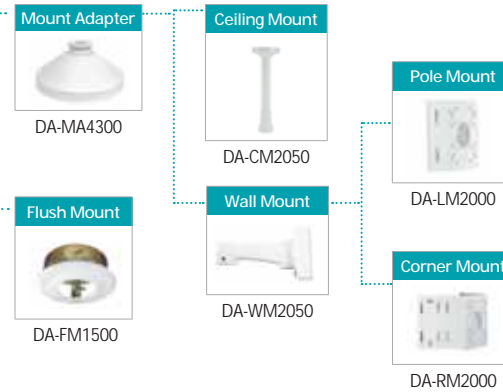 Mount Adapter
DA-MA4300
Ceiling Mount
DA-CM2050
Pole Mount
DA-LM2000
Flush Mount
DA-FM1500
Wall Mount
DA-WM2050
Corner Mount
DA-RM2000